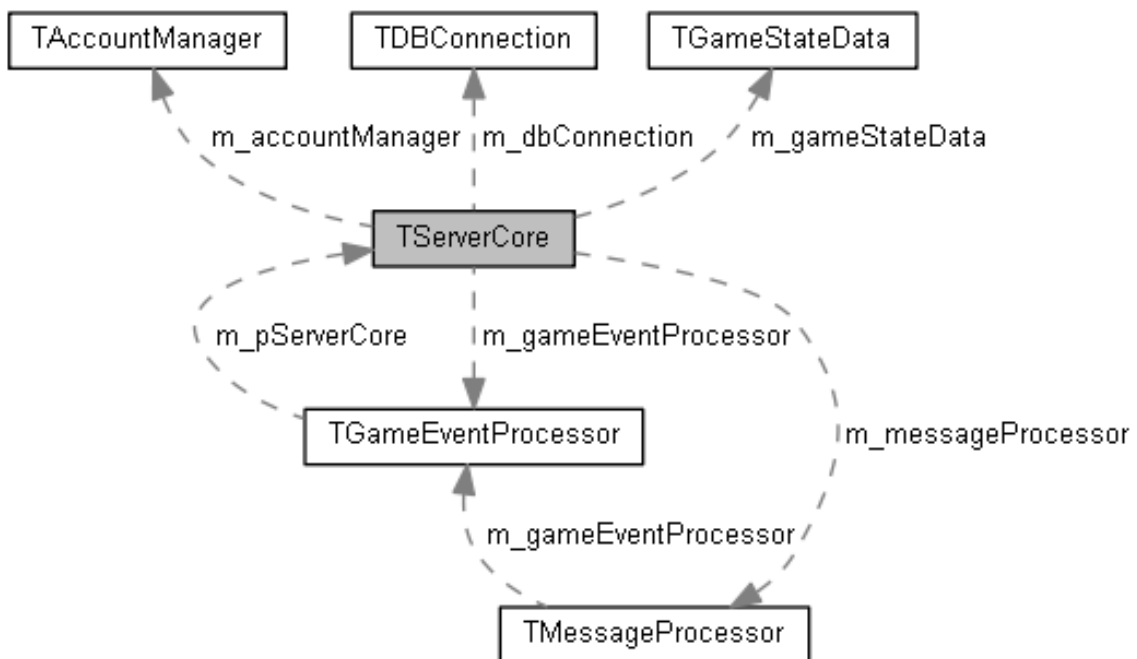 TAccountManager
TDBConnection
TGameStateData
m_accountManager
m_dbConnection
m_gameStateData
TServerCore
m_pServerCore
m_gameEventProcessor
TGameEventProcessor
m_messageProcessor
m_gameEventProcessor
TMessageProcessor